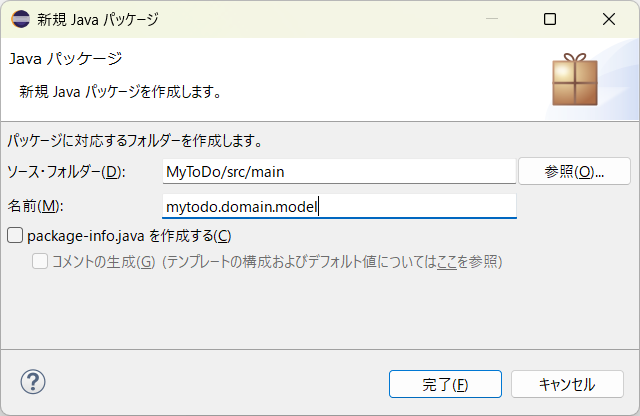 新規 Java パッケージ
Java パッケージ
新規 Java パッケージを作成します。
パッケージに対応するフォルダーを作成します。
ソース・フォルダー(D): MyToDo/src/main 参照(O)...
名前(M): mytodo.domain.model
package-info.java を作成する(C)
コメントの生成(G) (テンプレートの構成およびデフォルト値についてはここを参照)
? 完了(F) キャンセル